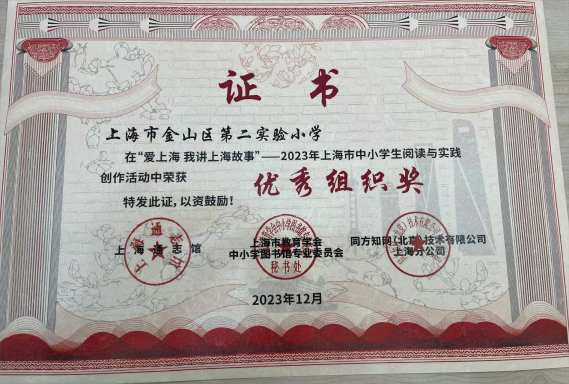 证 书
上海市金山区第二实验小学
在“爱上海 我讲上海故事”——2023年上海市中小学生阅读与实践
创作活动中荣获 优秀组织奖
特发此证，以资鼓励！
上海通志馆
上海市教育学会
中小学图书馆专业委员会
秘书处
同方知网（北京）技术有限公司
上海分公司
2023年12月